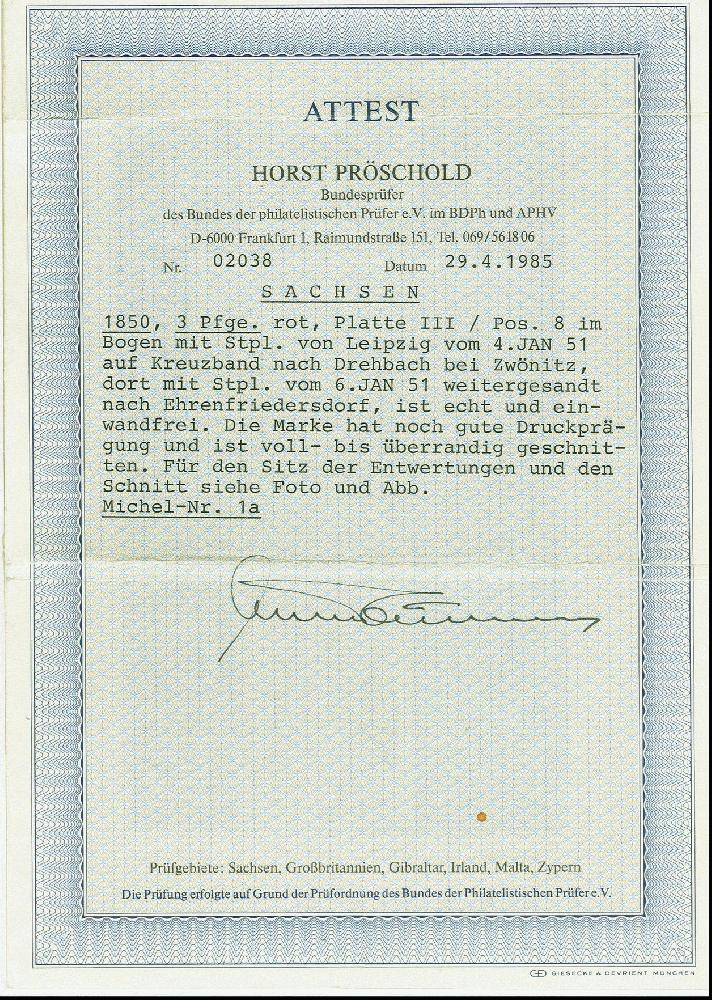 ATTEST
HORST PRÖSCHOLD
Bundesprüfer
des Bundes der philatelistischen Prüfer e.V. im BDPh und APHV
D-6000 Frankfurt 1, Raimundstraße 151, Tel. 069/561806
Nr. 02038 Datum 29.4.1985
SACHSEN
1850, 3 Pfge. rot, Platte III / Pos. 8 im
Bogen mit Stpl. von Leipzig vom 4.JAN 51
auf Kreuzband nach Drehbach bei Zwönitz,
dort mit Stpl. vom 6.JAN 51 weitergesandt
nach Ehrenfriedersdorf, ist echt und ein-
wandfrei. Die Marke hat noch gute Druckprä-
gung und ist voll- bis überrandig geschnit-
ten. Für den Sitz der Entwertungen und den
Schnitt siehe Foto und Abb.
Michel-Nr. 1a
Prüfgebiete: Sachsen, Großbritannien, Gibraltar, Irland, Malta, Zypern
Die Prüfung erfolgte auf Grund der Prüfordnung des Bundes der Philatelistischen Prüfer e.V.
GIESECKE & DEVRIENT MÜNCHEN